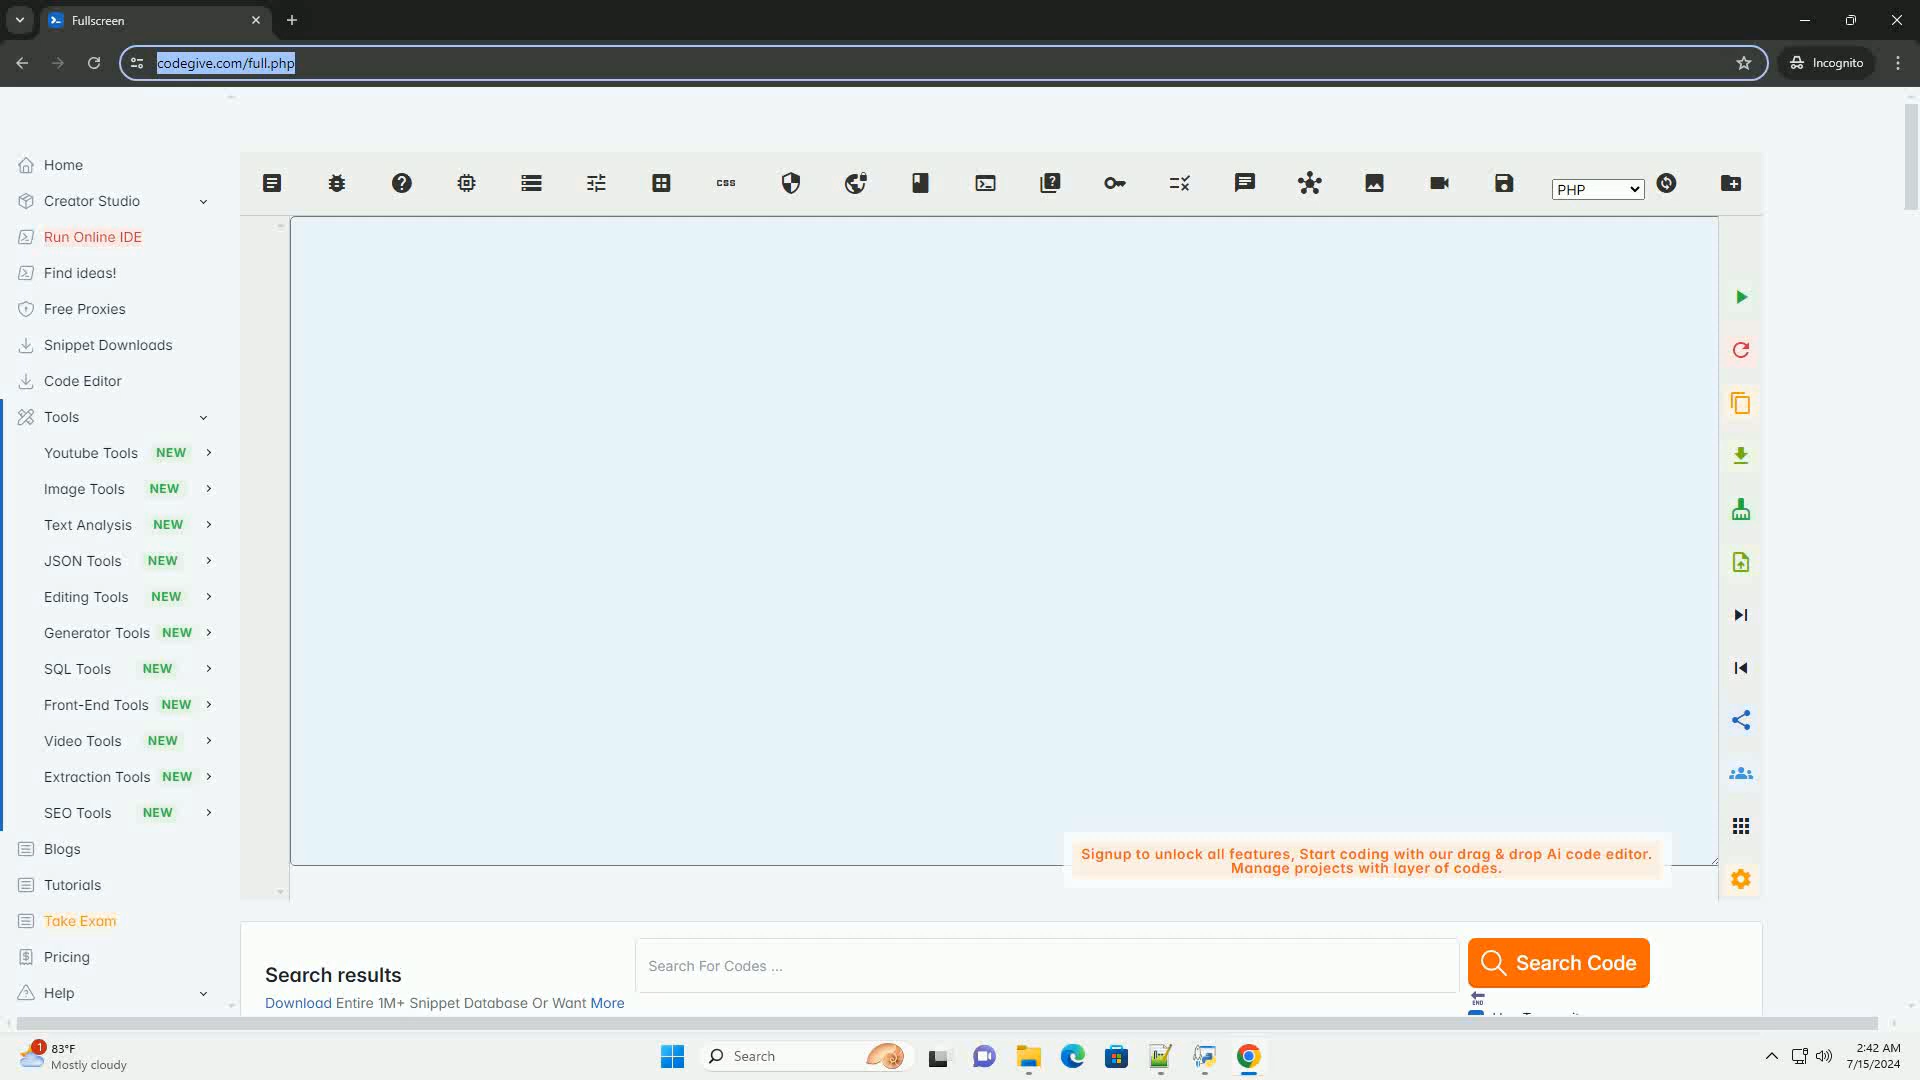 Fullscreen
codegive.com/full.php
Incognito
Home
Creator Studio
Run Online IDE
Find ideas!
Free Proxies
Snippet Downloads
Code Editor
Tools
Youtube Tools NEW
Image Tools NEW
Text Analysis NEW
JSON Tools NEW
Editing Tools NEW
Generator Tools NEW
SQL Tools NEW
Front-End Tools NEW
Video Tools NEW
Extraction Tools NEW
SEO Tools NEW
Blogs
Tutorials
Take Exam
Pricing
Help
CSS
PHP
Signup to unlock all features, Start coding with our drag & drop Ai code editor.
Manage projects with layer of codes.
Search results
Search For Codes ...
Search Code
Download Entire 1M+ Snippet Database Or Want More
END
1
83°F
Mostly cloudy
Search
2:42 AM
7/15/2024